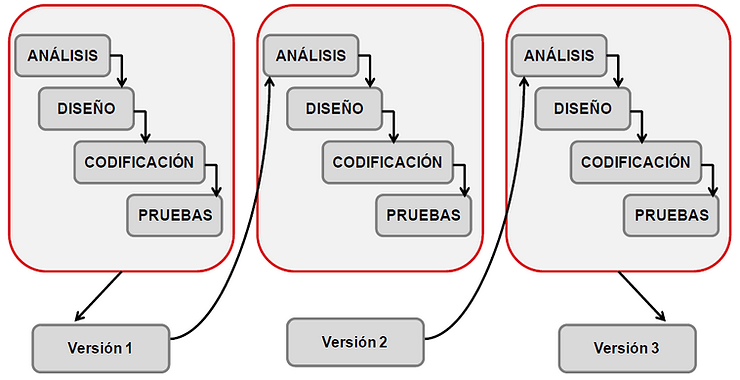 ANÁLISIS
DISEÑO
CODIFICACIÓN
PRUEBAS
Versión 1
ANÁLISIS
DISEÑO
CODIFICACIÓN
PRUEBAS
Versión 2
ANÁLISIS
DISEÑO
CODIFICACIÓN
PRUEBAS
Versión 3